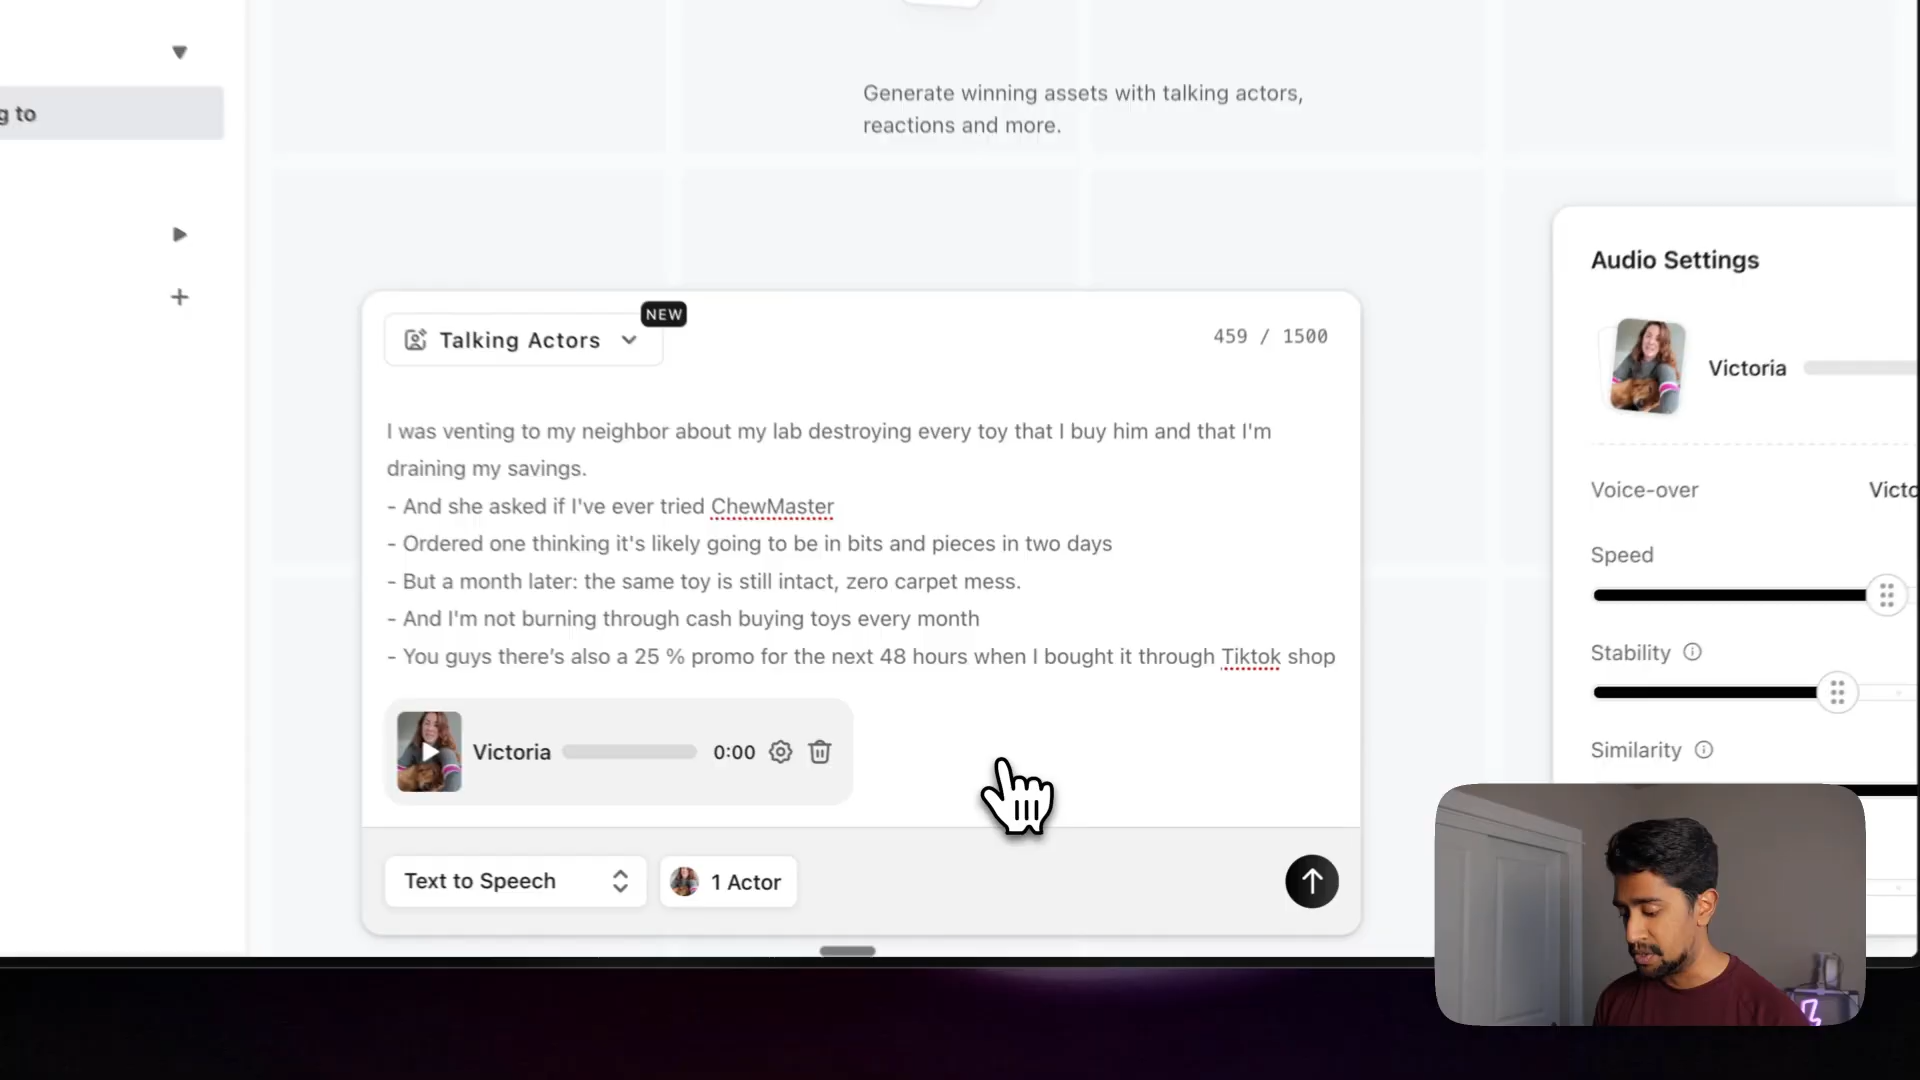 g to
Generate winning assets with talking actors,
reactions and more.
Talking Actors
NEW
459 / 1500
I was venting to my neighbor about my lab destroying every toy that I buy him and that I'm
draining my savings.
- And she asked if I've ever tried ChewMaster
- Ordered one thinking it's likely going to be in bits and pieces in two days
- But a month later: the same toy is still intact, zero carpet mess.
- And I'm not burning through cash buying toys every month
- You guys there’s also a 25 % promo for the next 48 hours when I bought it through Tiktok shop
Victoria
0:00
Text to Speech
1 Actor
Audio Settings
Victoria
Voice-over
Victo
Speed
Stability
Similarity